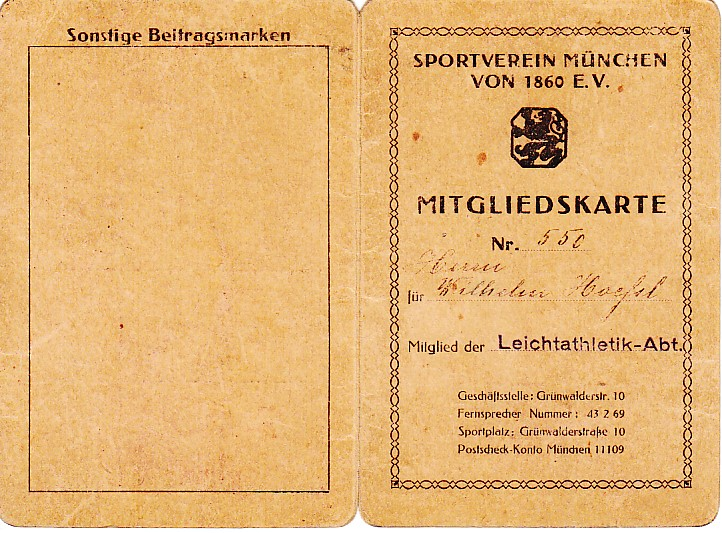 Sonstige Beitragsmarken
SPORTVEREIN MÜNCHEN
VON 1860 E.V.
MITGLIEDSKARTE
Nr. 550
Herrn
für Wilhelm
Mitglied der Leichtathletik-Abt.
Geschäftsstelle: Grünwalderstr. 10
Fernsprecher Nummer: 43 2 69
Sportplatz: Grünwalderstraße 10
Postscheck-Konto München 11109